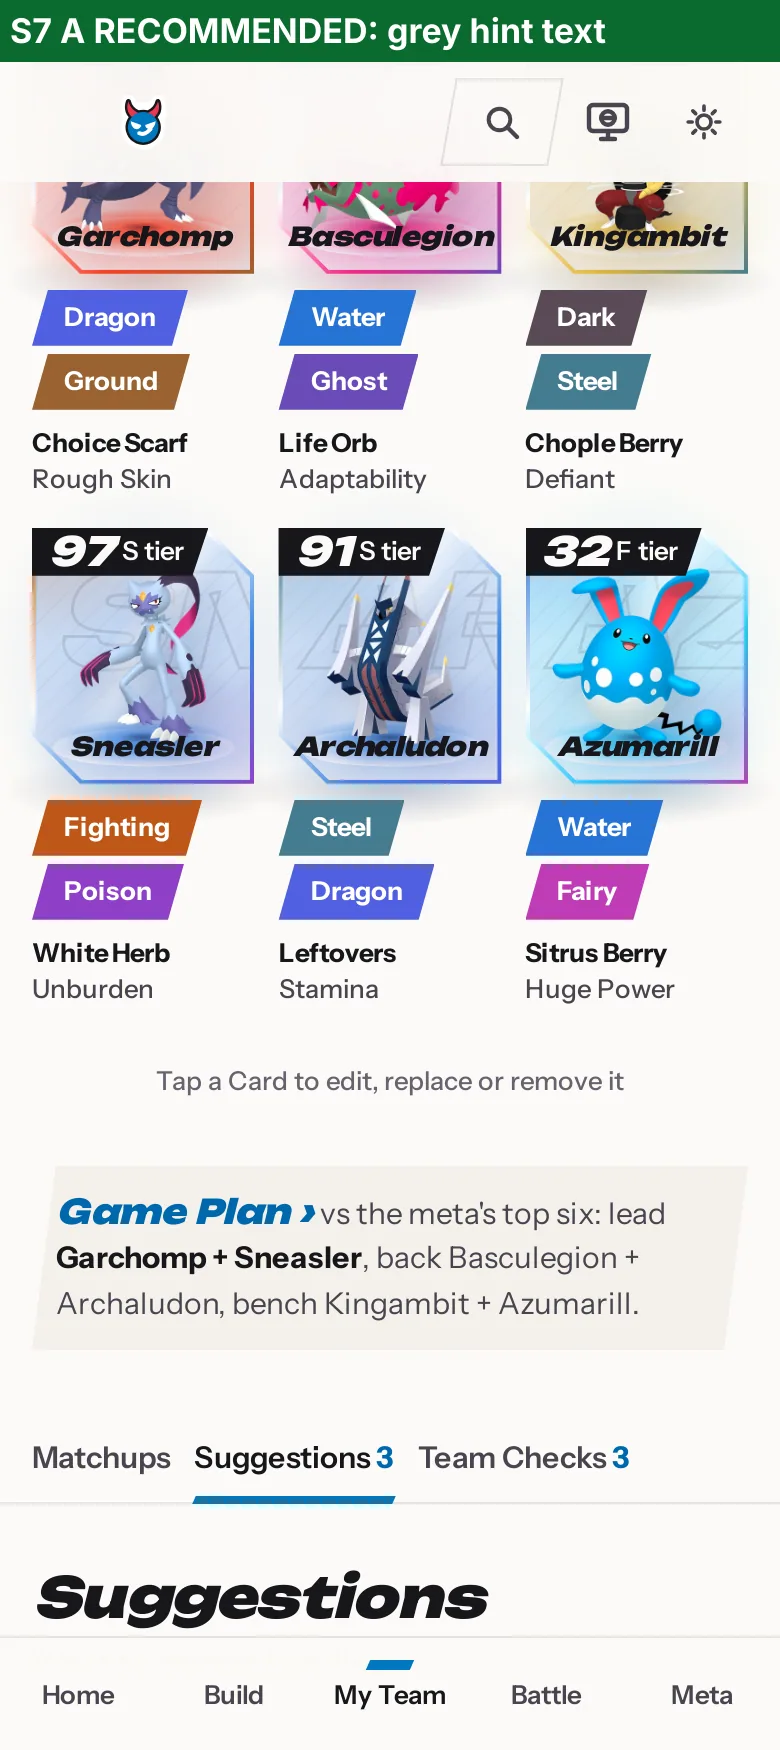 S7 A RECOMMENDED: grey hint text
Garchomp Basculegion Kingambit
Dragon Water Dark
Ground Ghost Steel
Choice Scarf Life Orb Chople Berry
Rough Skin Adaptability Defiant
97 S tier 91 S tier 32 F tier
Sneasler Archaludon Azumarill
Fighting Steel Water
Poison Dragon Fairy
White Herb Leftovers Sitrus Berry
Unburden Stamina Huge Power
Tap a Card to edit, replace or remove it
Game Plan › vs the meta's top six: lead
Garchomp + Sneasler, back Basculegion +
Archaludon, bench Kingambit + Azumarill.
Matchups Suggestions 3 Team Checks 3
Suggestions
Home Build My Team Battle Meta